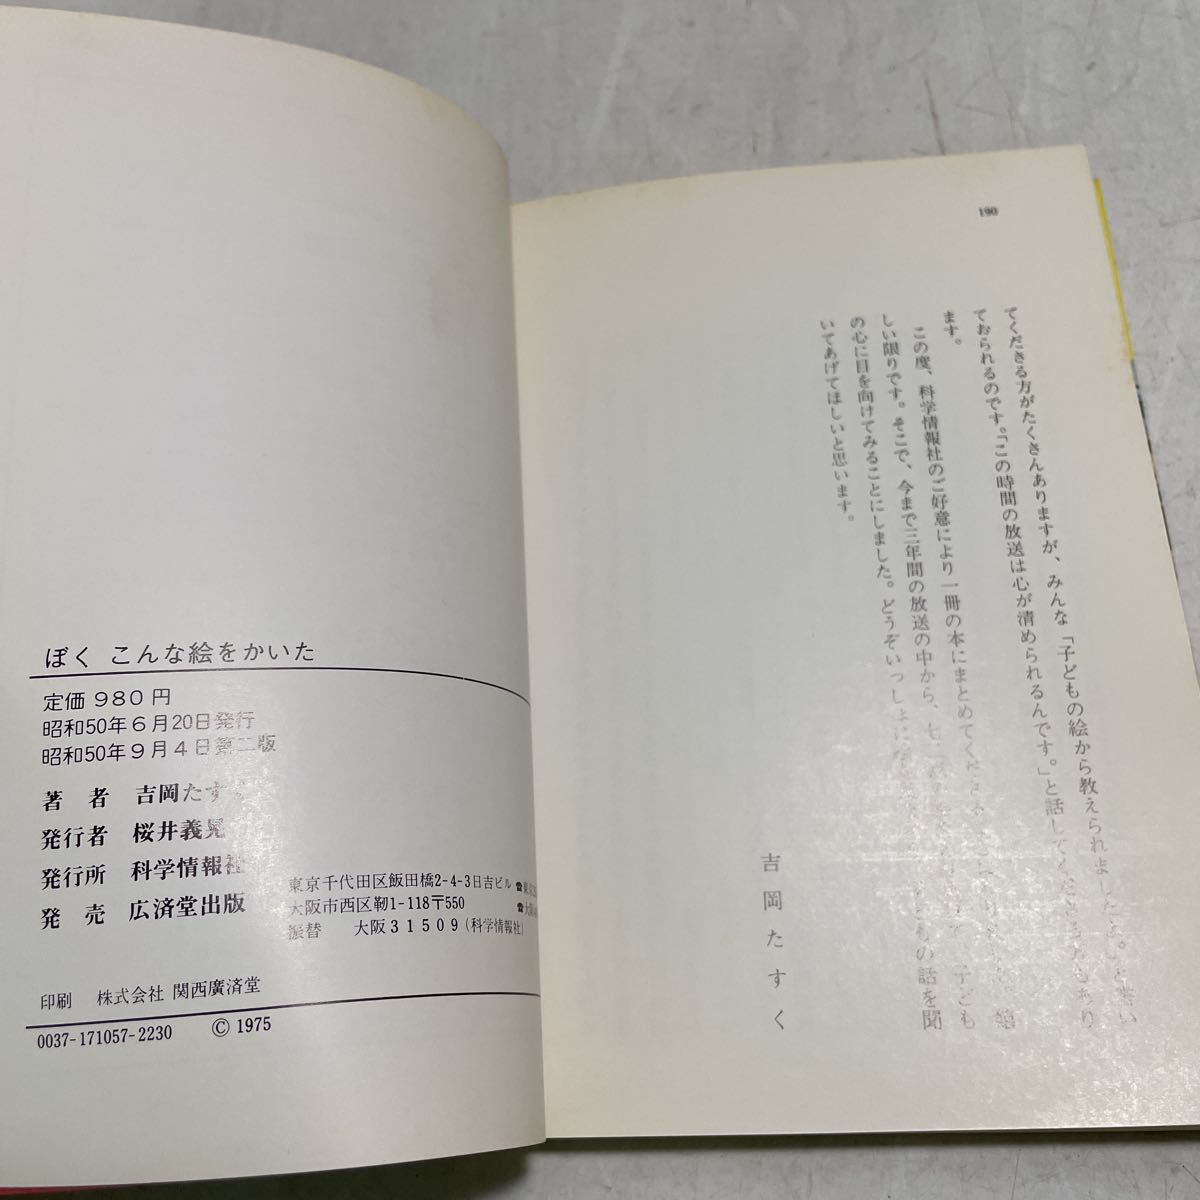 190
てくださる方がたくさんありますが、みんな「子どもの絵から教えられました。」と
ておられるのです。「この時間の放送は心が清められるんです。」と話してくださる方もあり
ます。
この度、科学情報社のご好意により一冊の本にまとめてくださ
しい限りです。そこで、今まで三年間の放送の中から、七二
の心に目を向けてみることにしました。どうぞいっしょに 話を聞
いてあげてほしいと思います。
吉岡たすく
ぼく こんな絵をかいた
定価 980 円
昭和50年6月20日発行
昭和50年9月4日第二版
著者 吉岡たす
発行者 桜井義晃
発行所 科学情報社
東京千代田区飯田橋2-4-3日吉ビル
発売 広済堂出版
大阪市西区靭1-118〒550
振替 大阪31509(科学情報社)
印刷 株式会社 関西廣済堂
0037-171057-2230 © 1975